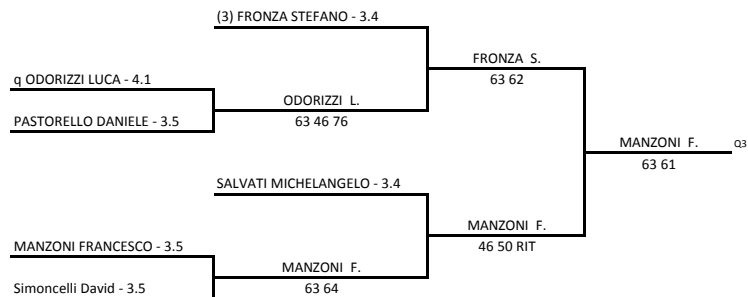 (3) FRONZA STEFANO - 3.4
FRONZA S.
q ODORIZZI LUCA - 4.1
63 62
ODORIZZI L.
PASTORELLO DANIELE - 3.5
63 46 76
MANZONI F.
Q3
63 61
SALVATI MICHELANGELO - 3.4
MANZONI F.
MANZONI FRANCESCO - 3.5
46 50 RIT
MANZONI F.
Simoncelli David - 3.5
63 64